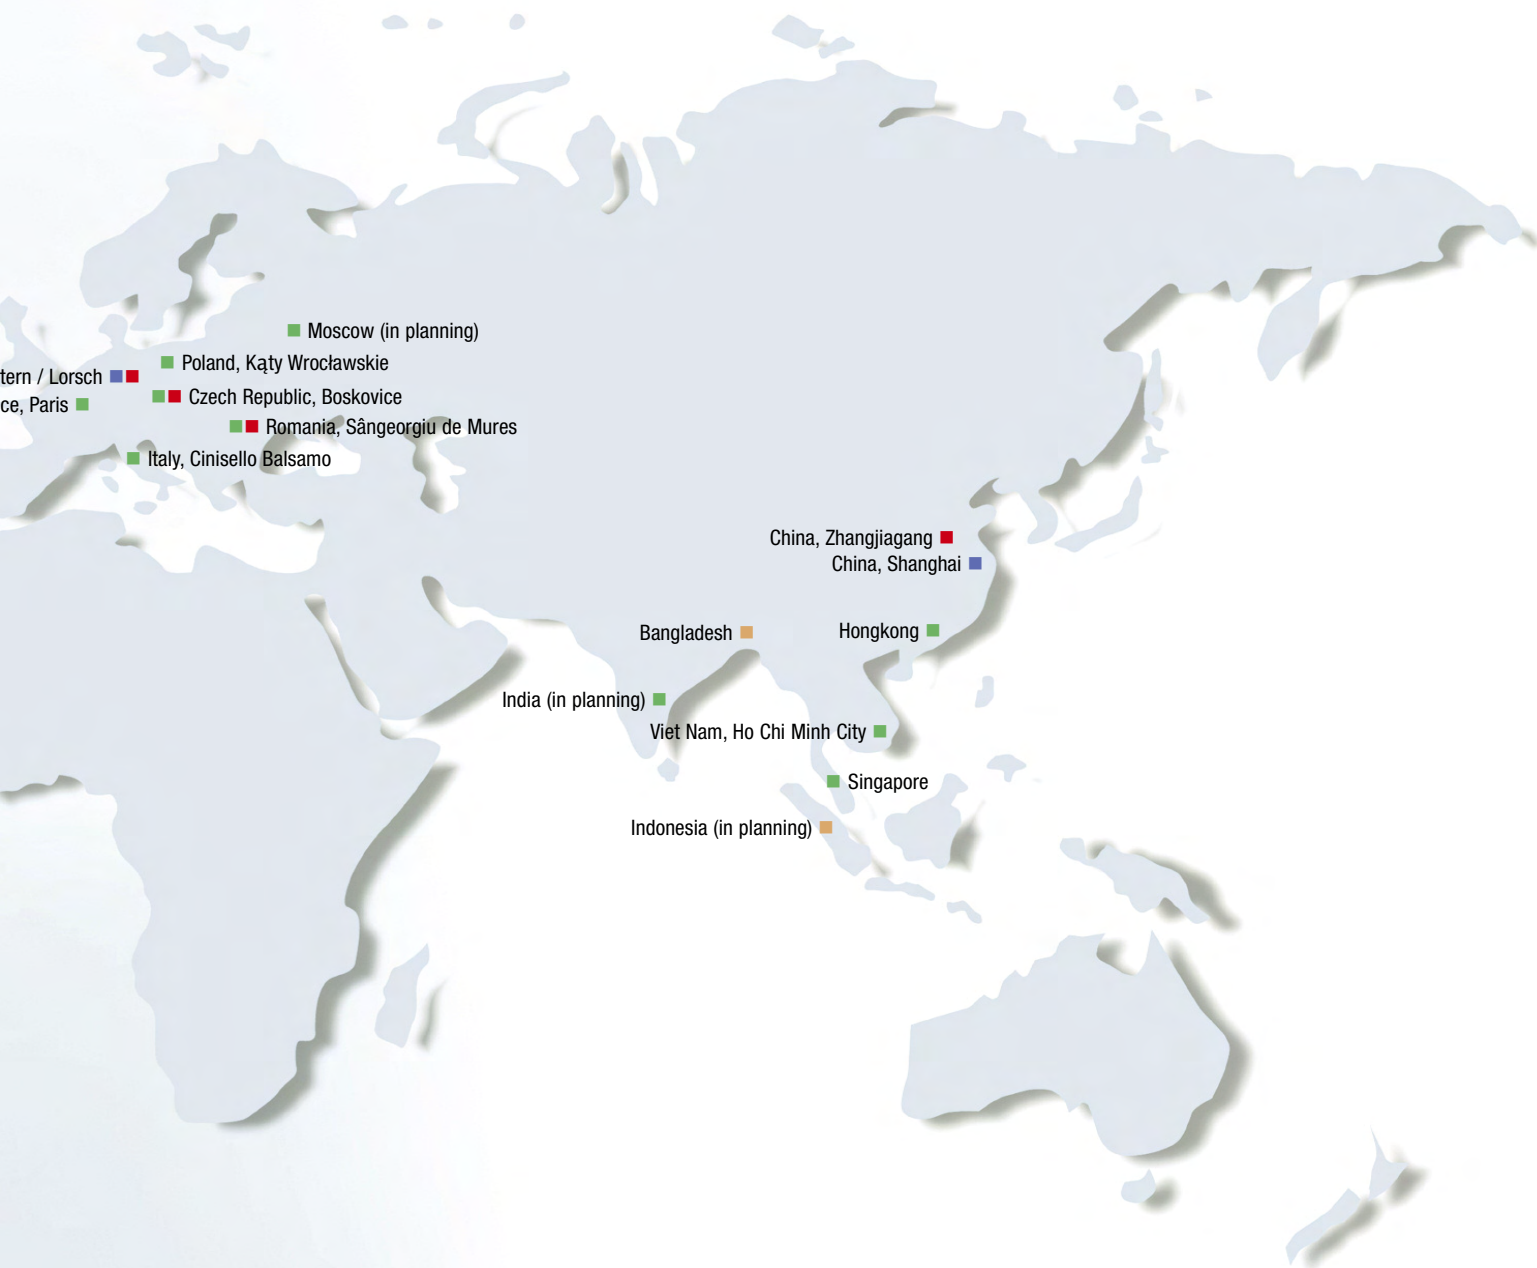 Moscow (in planning)
Poland, Kąty Wrocławskie
tern / Lorsch
Czech Republic, Boskovice
ce, Paris
Romania, Sângeorgiu de Mures
Italy, Cinisello Balsamo
China, Zhangjiagang
China, Shanghai
Bangladesh
Hongkong
India (in planning)
Viet Nam, Ho Chi Minh City
Singapore
Indonesia (in planning)